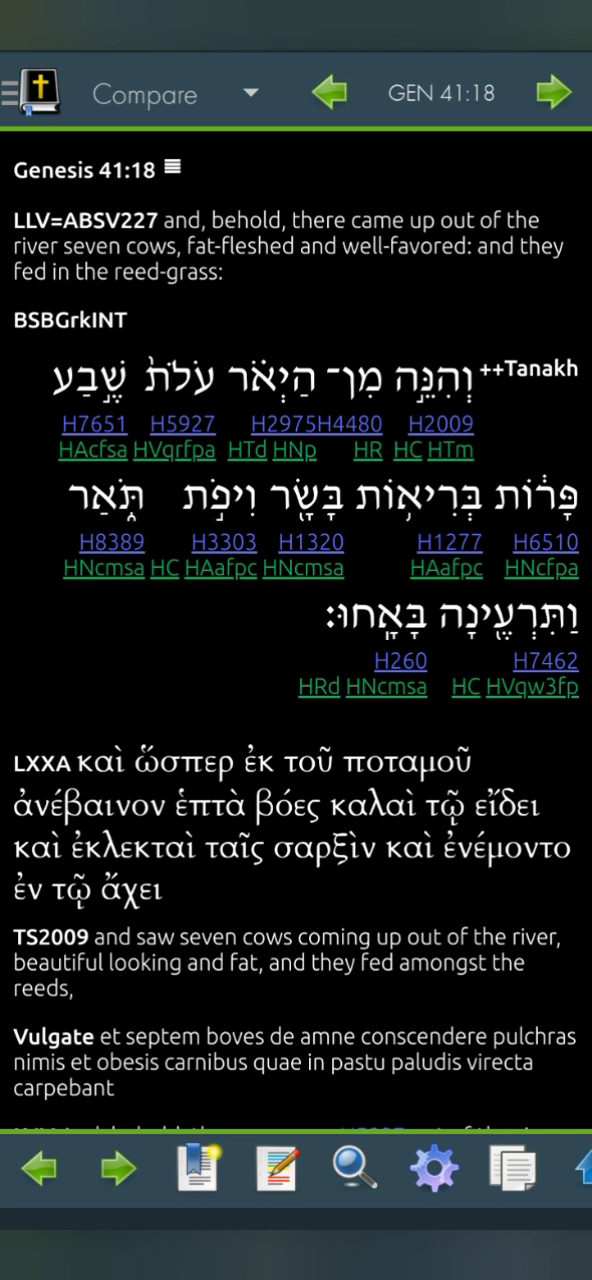 Compare
GEN 41:18
Genesis 41:18
LLV=ABSV227 and, behold, there came up out of the
river seven cows, fat-fleshed and well-favored: and they
fed in the reed-grass:
BSBGrkINT
++Tanakh וְהִנֵּ֣ה מִן־ הַיְאֹ֗ר עֹלֹת֙ שֶׁ֣בַע
H7651 H5927 H2975H4480 H2009
HAcfsa HVqrfpa HTd HNp HR HC HTm
פָּר֔וֹת בְּרִיא֥וֹת בָּשָׂ֖ר וִיפֹ֣ת תֹּ֑אַר
H8389 H3303 H1320 H1277 H6510
HNcmsa HC HAafpc HNcmsa HAafpc HNcfpa
וַתִּרְעֶ֖ינָה בָּאָֽחוּ׃
H260 H7462
HRd HNcmsa HC HVqw3fp
LXXA καὶ ὥσπερ ἐκ τοῦ ποταμοῦ
ἀνέβαινον ἑπτὰ βόες καλαὶ τῷ εἴδει
καὶ ἐκλεκταὶ ταῖς σαρξὶν καὶ ἐνέμοντο
ἐν τῷ ἄχει
TS2009 and saw seven cows coming up out of the river,
beautiful looking and fat, and they fed amongst the
reeds,
Vulgate et septem boves de amne conscendere pulchras
nimis et obesis carnibus quae in pastu paludis virecta
carpebant